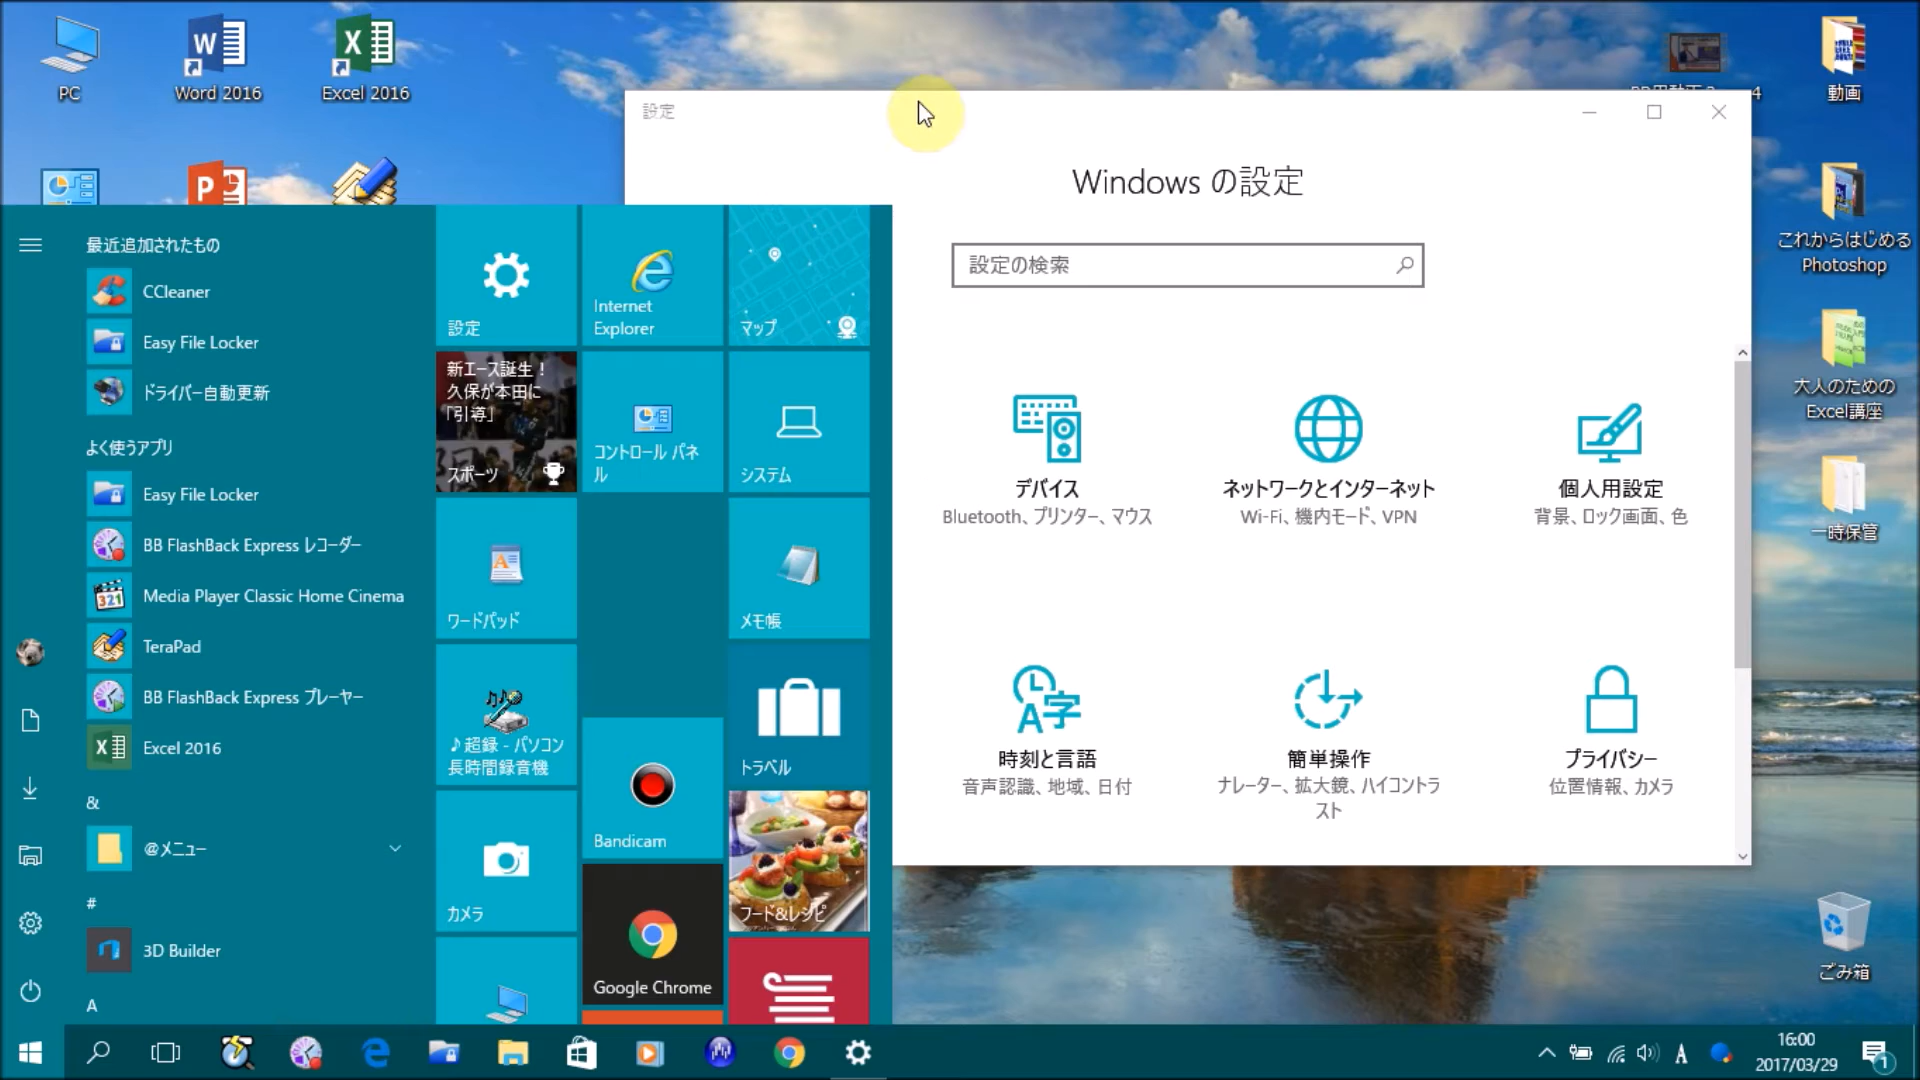 PC
Word 2016
Excel 2016
動画
これからはじめる
Photoshop
大人のための
Excel講座
一時保管
ごみ箱
設定
Windows の設定
設定の検索
デバイス
Bluetooth、プリンター、マウス
ネットワークとインターネット
Wi-Fi、機内モード、VPN
個人用設定
背景、ロック画面、色
時刻と言語
音声認識、地域、日付
簡単操作
ナレーター、拡大鏡、ハイコントラ
スト
プライバシー
位置情報、カメラ
最近追加されたもの
CCleaner
Easy File Locker
ドライバー自動更新
よく使うアプリ
Easy File Locker
BB FlashBack Express レコーダー
Media Player Classic Home Cinema
TeraPad
BB FlashBack Express プレーヤー
Excel 2016
&
@メニュー
#
3D Builder
A
設定
Internet
Explorer
マップ
新エース誕生！
久保が本田に
「引導」
スポーツ
コントロール パネ
ル
システム
ワードパッド
メモ帳
♪超録 - パソコン
長時間録音機
トラベル
Bandicam
カメラ
フード&レシピ
Google Chrome
A
16:00
2017/03/29
1